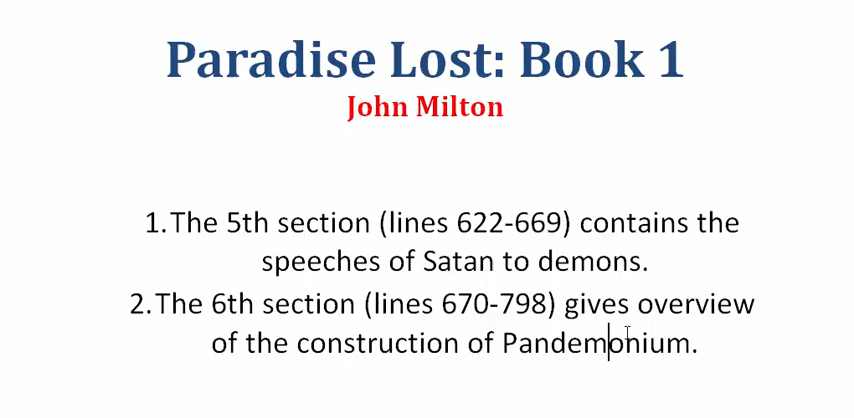 Paradise Lost: Book 1
John Milton
1.The 5th section (lines 622-669) contains the
speeches of Satan to demons.
2.The 6th section (lines 670-798) gives overview
of the construction of Pandemonium.